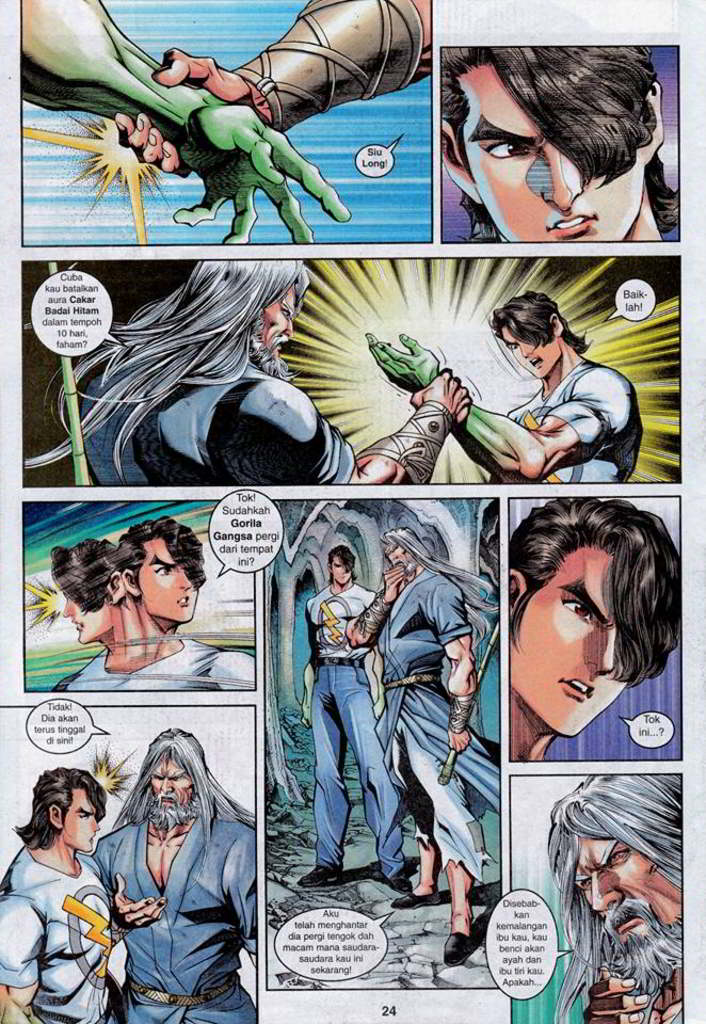 Siu
Long!
Cuba
kau batalkan
aura Cakar
Badai Hitam
dalam tempoh
10 hari,
faham?
Baik-
lah!
Tok!
Sudahkah
Gorila
Gangsa pergi
dari tempat
ini?
Tok
ini...?
Tidak!
Dia akan
terus tinggal
di sini!
Aku
telah menghantar
dia pergi tengok dah
macam mana saudara-
saudara kau ini
sekarang!
Disebab-
kan
kemalangan
ibu kau, kau
benci akan
ayah dan
ibu tiri kau.
Apakah...
24